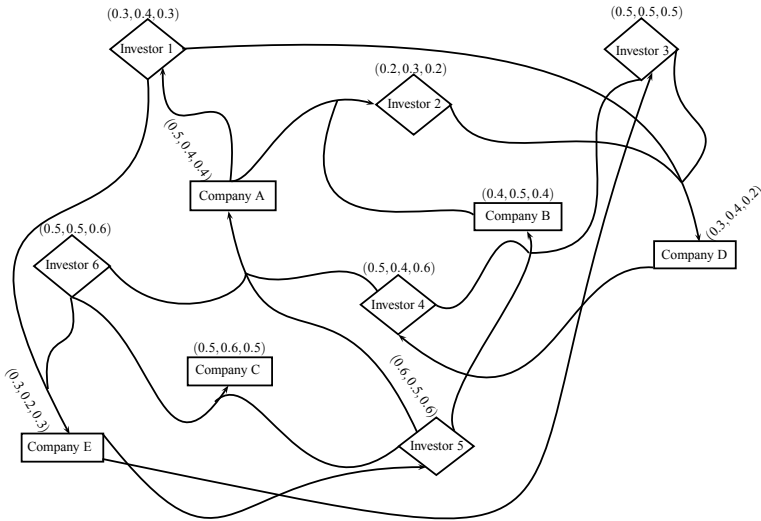 (0.3, 0.4, 0.3)
Investor 1
(0.5, 0.5, 0.5)
Investor 3
(0.2, 0.3, 0.2)
Investor 2
(0.5, 0.4, 0.4)
Company A
(0.4, 0.5, 0.4)
Company B
(0.3, 0.4, 0.2)
Company D
(0.5, 0.5, 0.6)
Investor 6
(0.5, 0.4, 0.6)
Investor 4
(0.5, 0.6, 0.5)
Company C
(0.6, 0.5, 0.6)
Investor 5
(0.3, 0.2, 0.3)
Company E